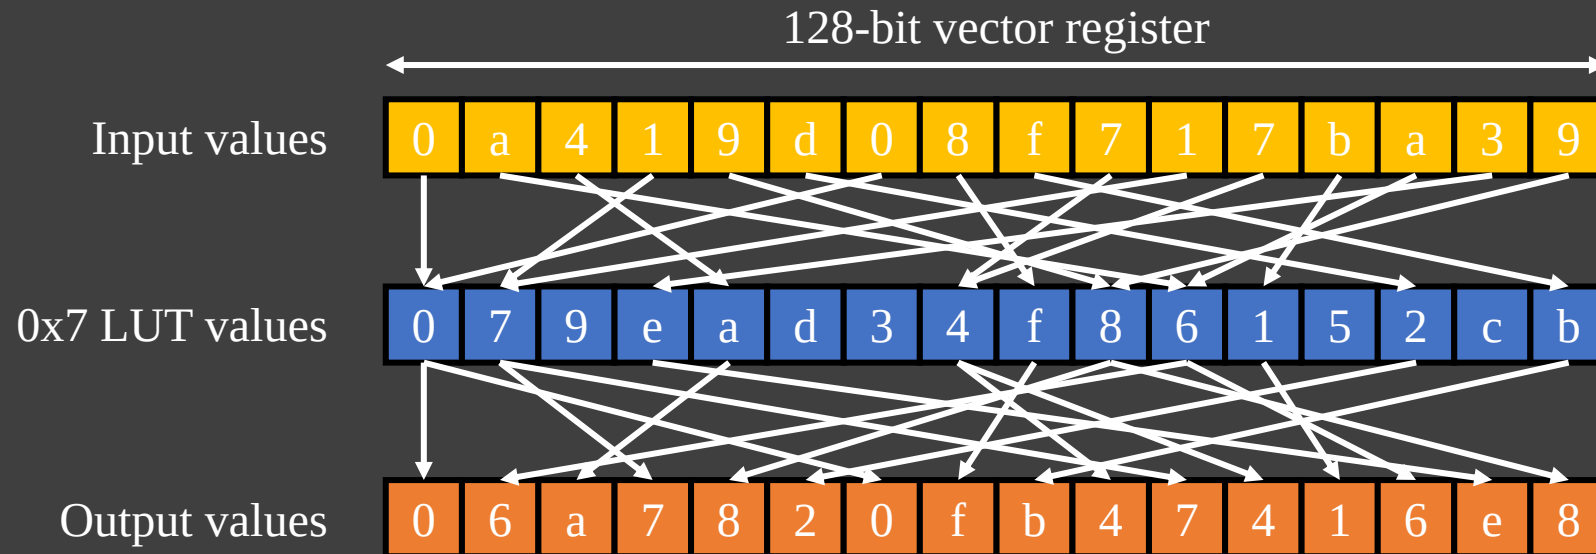 128-bit vector register
Input values 0 a 4 1 9 d 0 8 f 7 1 7 b a 3 9
0x7 LUT values 0 7 9 e a d 3 4 f 8 6 1 5 2 c b
Output values 0 6 a 7 8 2 0 f b 4 7 4 1 6 e 8